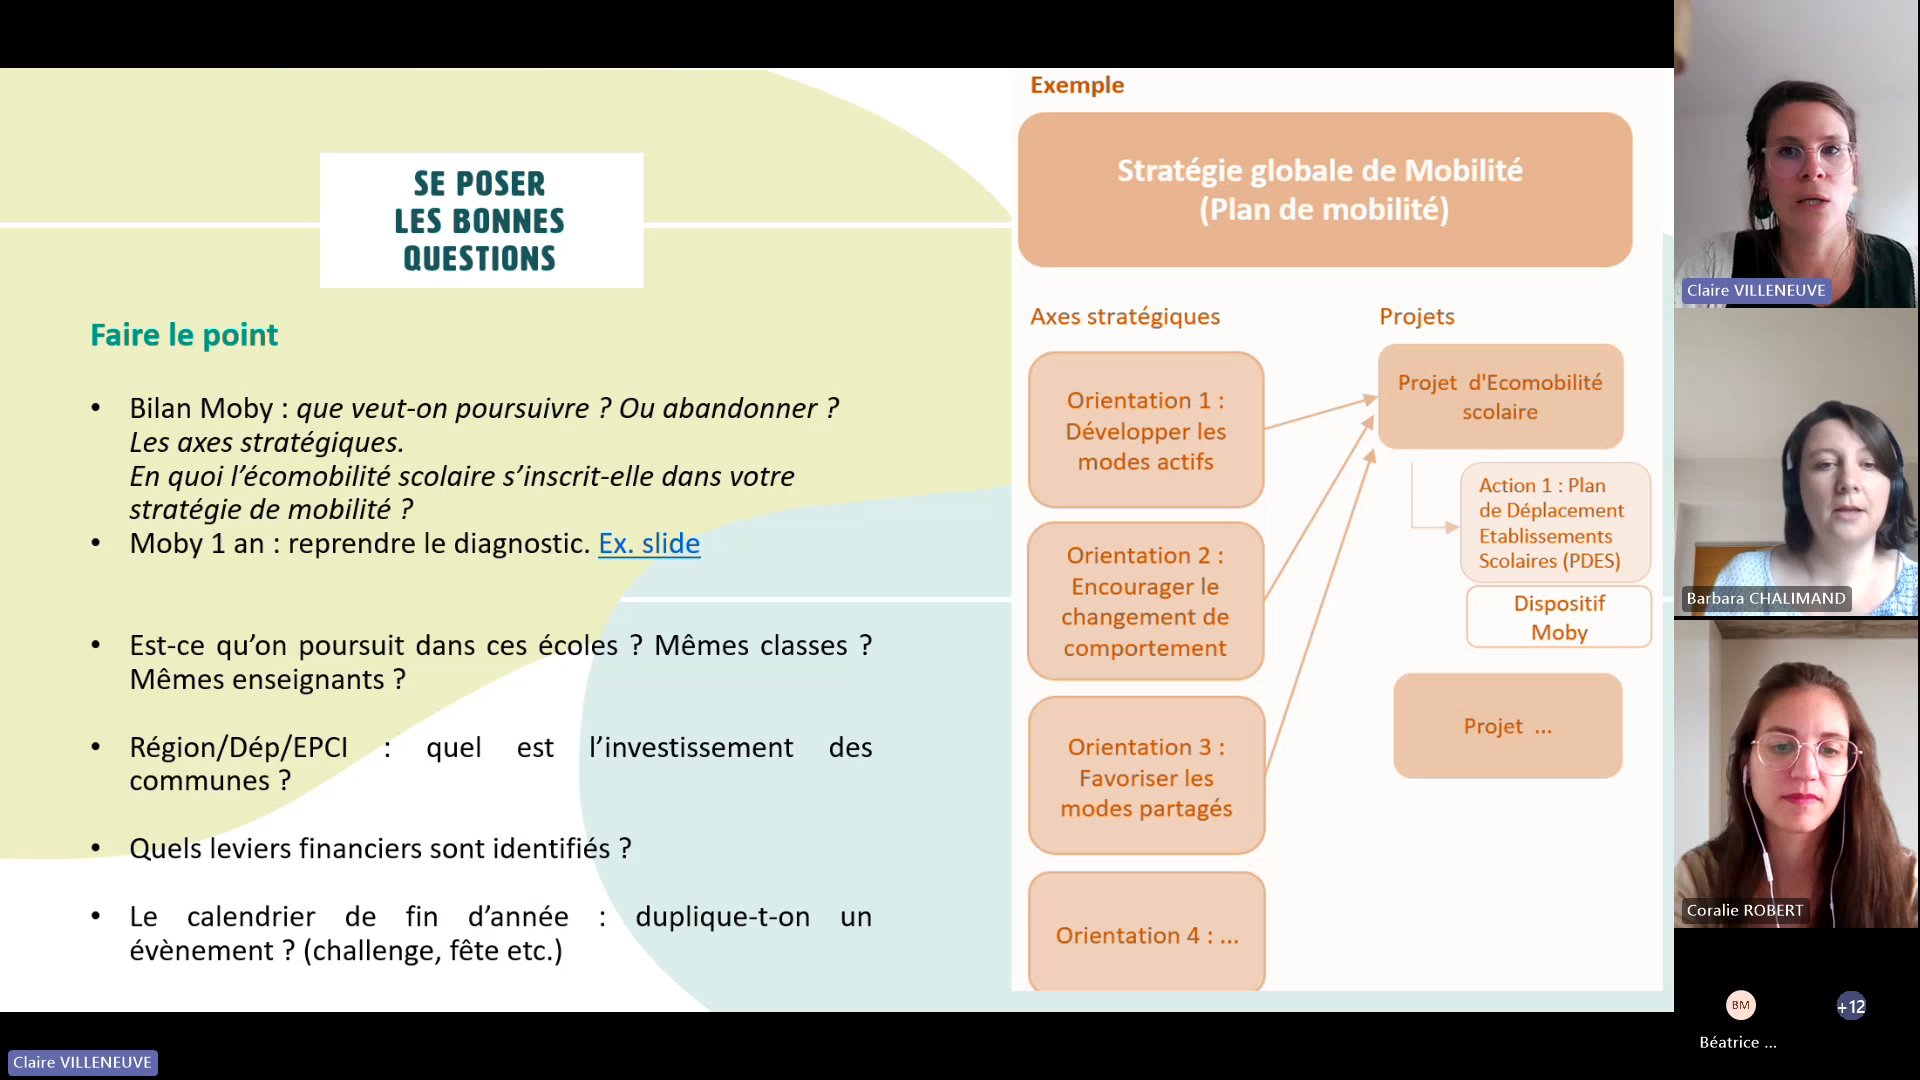 SE POSER
LES BONNES
QUESTIONS
Faire le point
• Bilan Moby : que veut-on poursuivre ? Ou abandonner ?
Les axes stratégiques.
En quoi l’écomobilité scolaire s’inscrit-elle dans votre
stratégie de mobilité ?
• Moby 1 an : reprendre le diagnostic. Ex. slide
• Est-ce qu’on poursuit dans ces écoles ? Mêmes classes ?
Mêmes enseignants ?
• Région/Dép/EPCI : quel est l’investissement des
communes ?
• Quels leviers financiers sont identifiés ?
• Le calendrier de fin d’année : duplique-t-on un
évènement ? (challenge, fête etc.)
Exemple
Stratégie globale de Mobilité
(Plan de mobilité)
Axes stratégiques
Orientation 1 :
Développer les
modes actifs
Orientation 2 :
Encourager le
changement de
comportement
Orientation 3 :
Favoriser les
modes partagés
Orientation 4 : ...
Projets
Projet d'Ecomobilité
scolaire
Action 1 : Plan
de Déplacement
Etablissements
Scolaires (PDES)
Dispositif
Moby
Projet ...
Claire VILLENEUVE
Barbara CHALIMAND
Coralie ROBERT
BM
+12
Béatrice ...
Claire VILLENEUVE